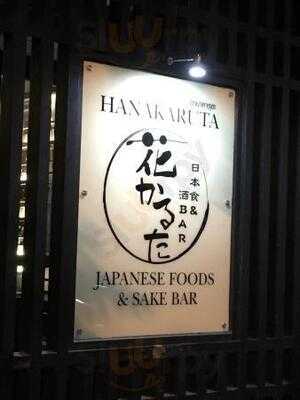 HANAKARUTA
花かるた
日本食&
酒BAR
JAPANESE FOODS
& SAKE BAR